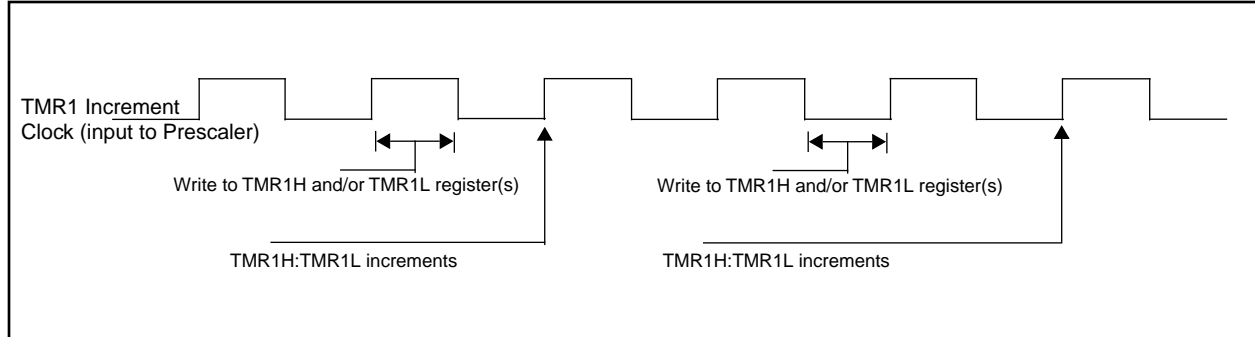 TMR1 Increment
Clock (input to Prescaler)
Write to TMR1H and/or TMR1L register(s)
Write to TMR1H and/or TMR1L register(s)
TMR1H:TMR1L increments
TMR1H:TMR1L increments